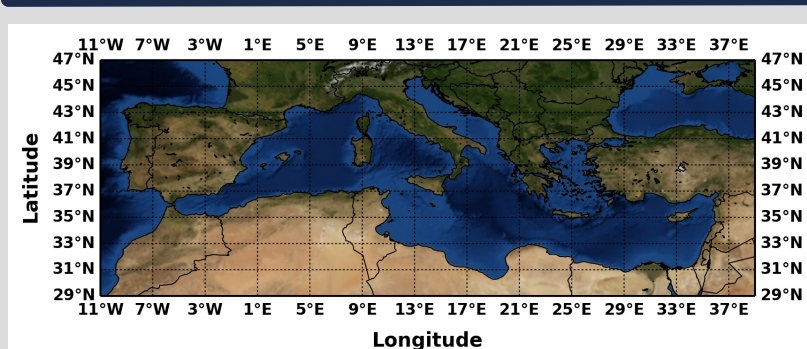 11°W 7°W 3°W 1°E 5°E 9°E 13°E 17°E 21°E 25°E 29°E 33°E 37°E
47°N 47°N
45°N 45°N
43°N 43°N
41°N 41°N
39°N 39°N
37°N 37°N
35°N 35°N
33°N 33°N
31°N 31°N
29°N 29°N
11°W 7°W 3°W 1°E 5°E 9°E 13°E 17°E 21°E 25°E 29°E 33°E 37°E
Latitude
Longitude